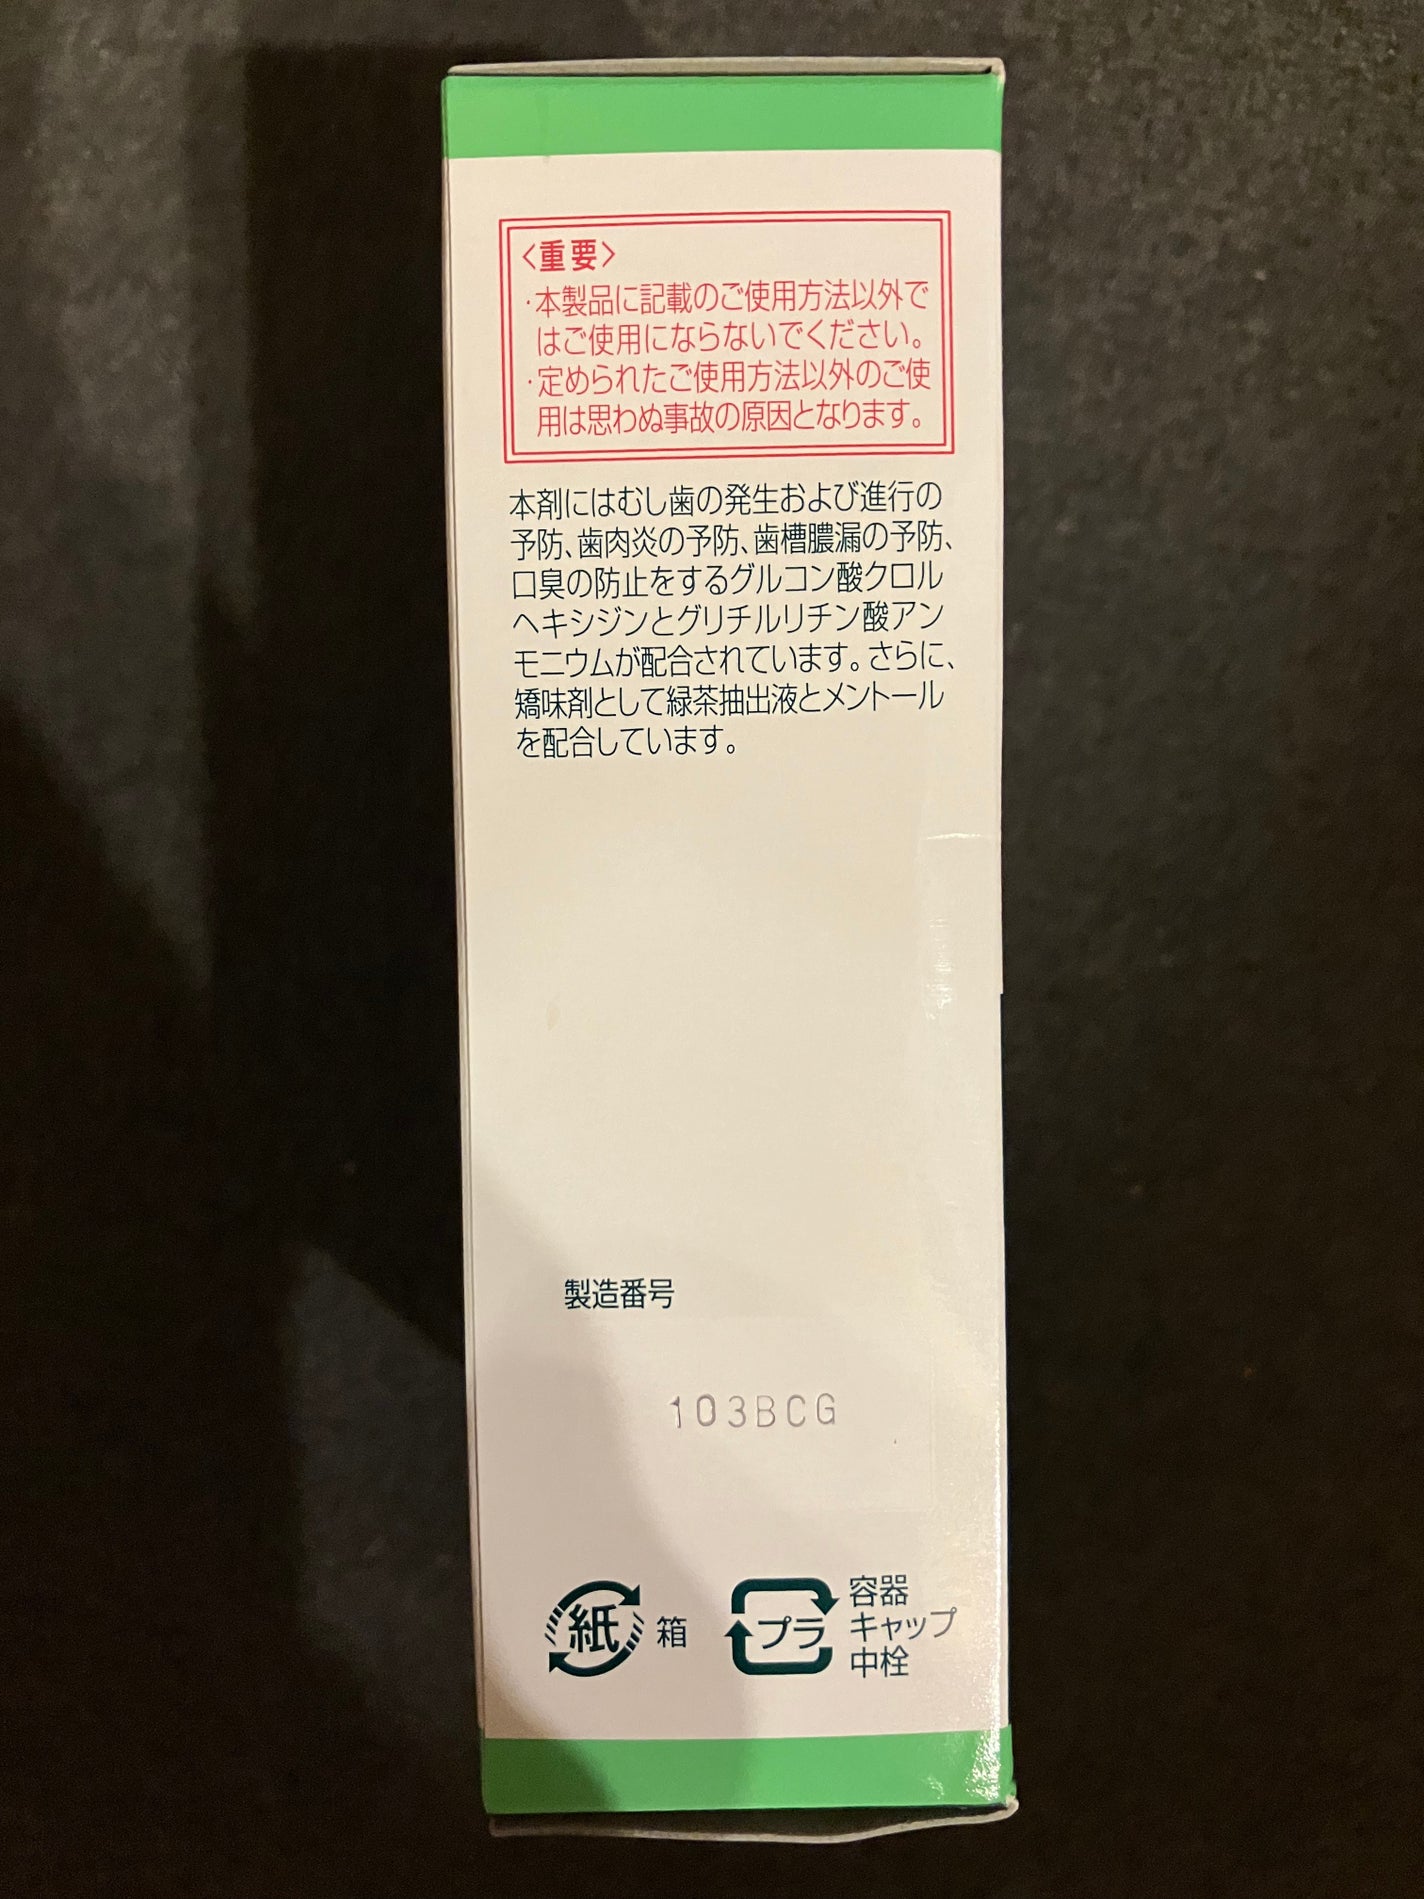 〈重要〉
・本製品に記載のご使用方法以外で
はご使用にならないでください。
・定められたご使用方法以外のご使
用は思わぬ事故の原因となります。
本剤にはむし歯の発生および進行の
予防、歯肉炎の予防、歯槽膿漏の予防、
口臭の防止をするグルコン酸クロル
ヘキシジンとグリチルリチン酸アン
モニウムが配合されています。さらに、
矯味剤として緑茶抽出液とメントール
を配合しています。
製造番号
103BCG
紙 箱
プラ
容器
キャップ
中栓